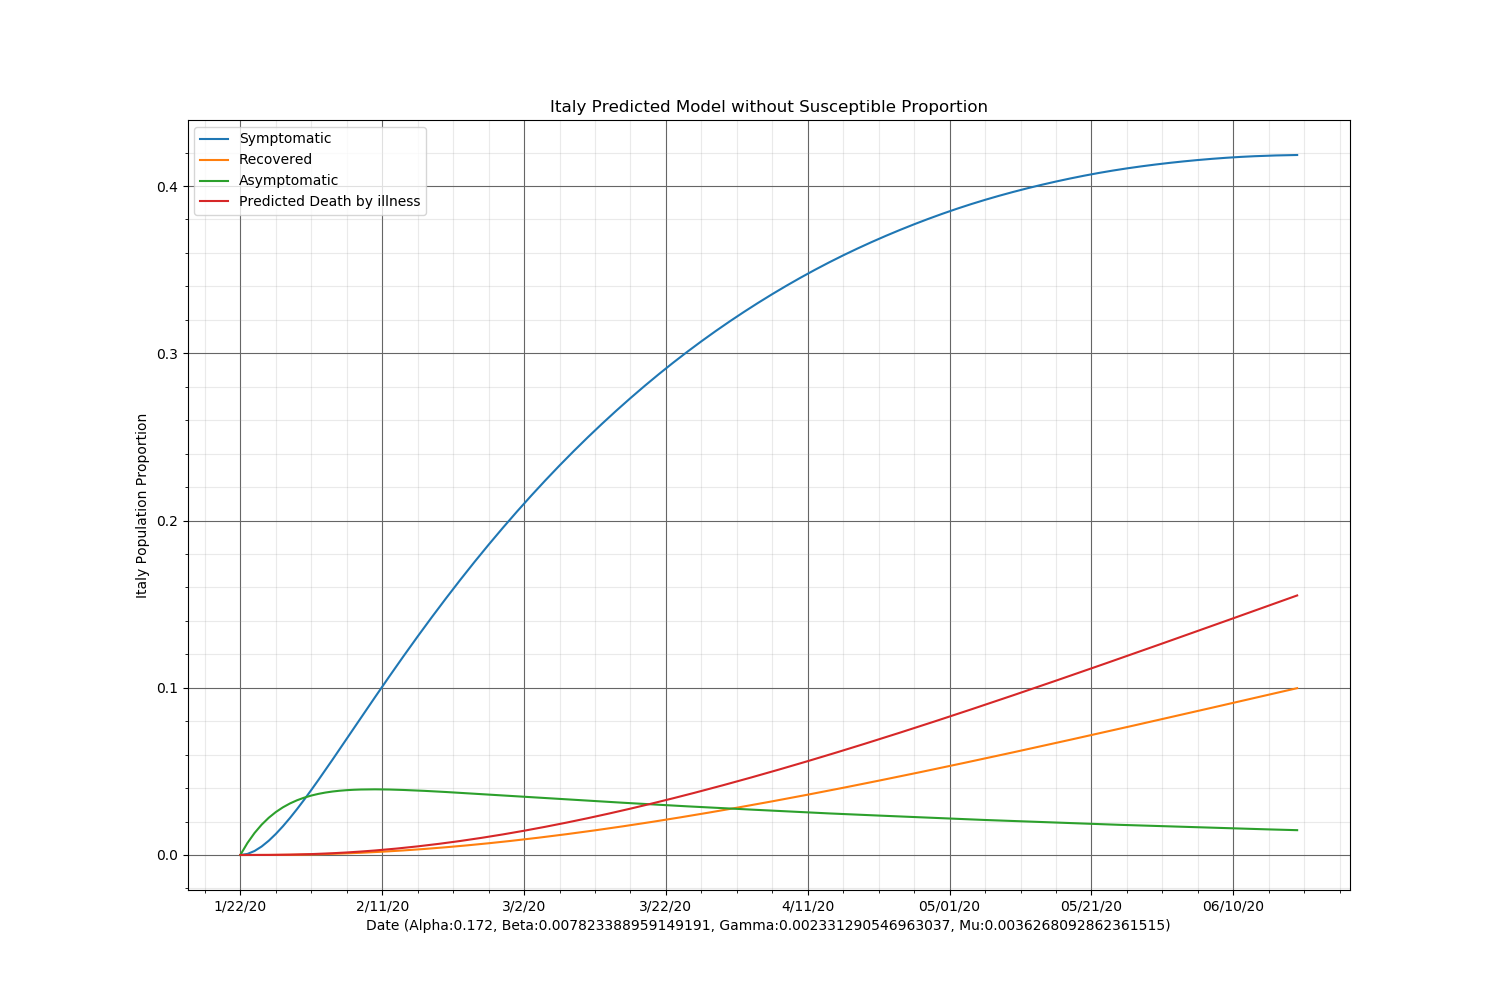 Italy Predicted Model without Susceptible Proportion
Symptomatic
Recovered
Asymptomatic
Predicted Death by illness
Italy Population Proportion
0.4
0.3
0.2
0.1
0.0
1/22/20 2/11/20 3/2/20 3/22/20 4/11/20 05/01/20 05/21/20 06/10/20
Date (Alpha:0.172, Beta:0.007823388959149191, Gamma:0.002331290546963037, Mu:0.0036268092862361515)